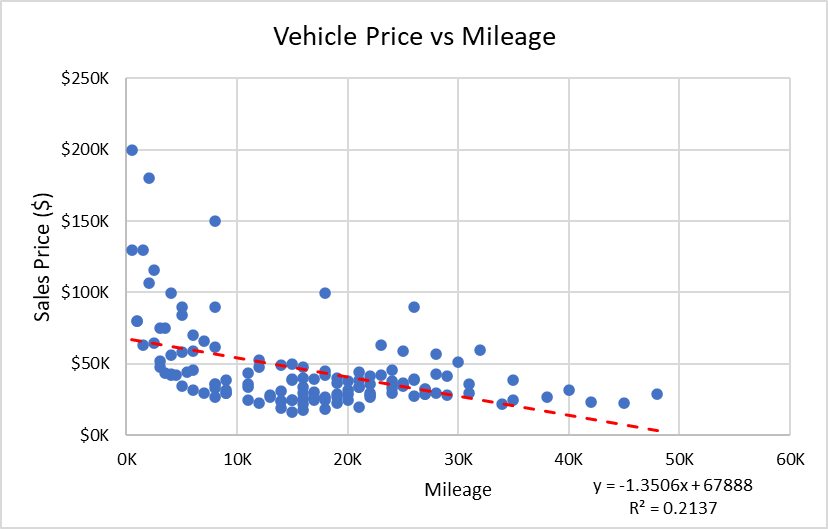 Vehicle Price vs Mileage
$250K
$200K
$150K
$100K
$50K
$0K
Sales Price ($)
0K 10K 20K 30K 40K 50K 60K
Mileage
y = -1.3506x + 67888
R² = 0.2137